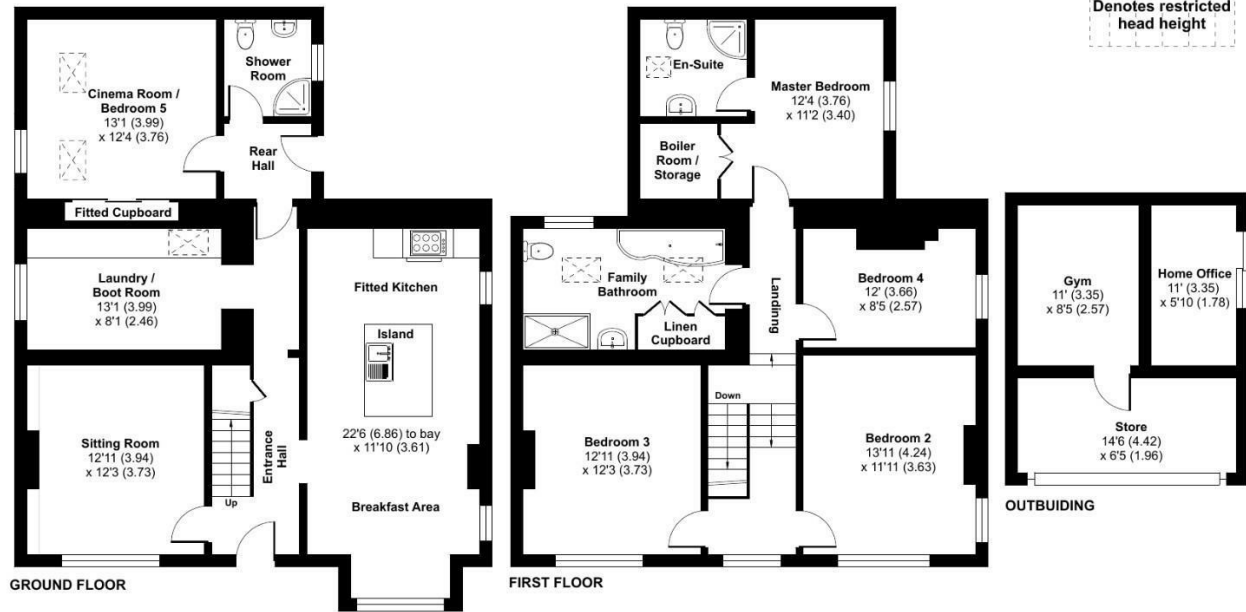 Denotes restricted
head height
Cinema Room /
Bedroom 5
13'1 (3.99)
x 12'4 (3.76)
Shower
Room
Rear
Hall
Fitted Cupboard
Laundry /
Boot Room
13'1 (3.99)
x 8'1 (2.46)
Fitted Kitchen
Island
22'6 (6.86) to bay
x 11'10 (3.61)
Breakfast Area
Sitting Room
12'11 (3.94)
x 12'3 (3.73)
Up
Entrance
Hall
GROUND FLOOR
En-Suite
Master Bedroom
12'4 (3.76)
x 11'2 (3.40)
Boiler
Room /
Storage
Family
Bathroom
Linen
Cupboard
Landinng
Bedroom 4
12' (3.66)
x 8'5 (2.57)
Down
Bedroom 3
12'11 (3.94)
x 12'3 (3.73)
Bedroom 2
13'11 (4.24)
x 11'11 (3.63)
FIRST FLOOR
Gym
11' (3.35)
x 8'5 (2.57)
Home Office
11' (3.35)
x 5'10 (1.78)
Store
14'6 (4.42)
x 6'5 (1.96)
OUTBUIDING